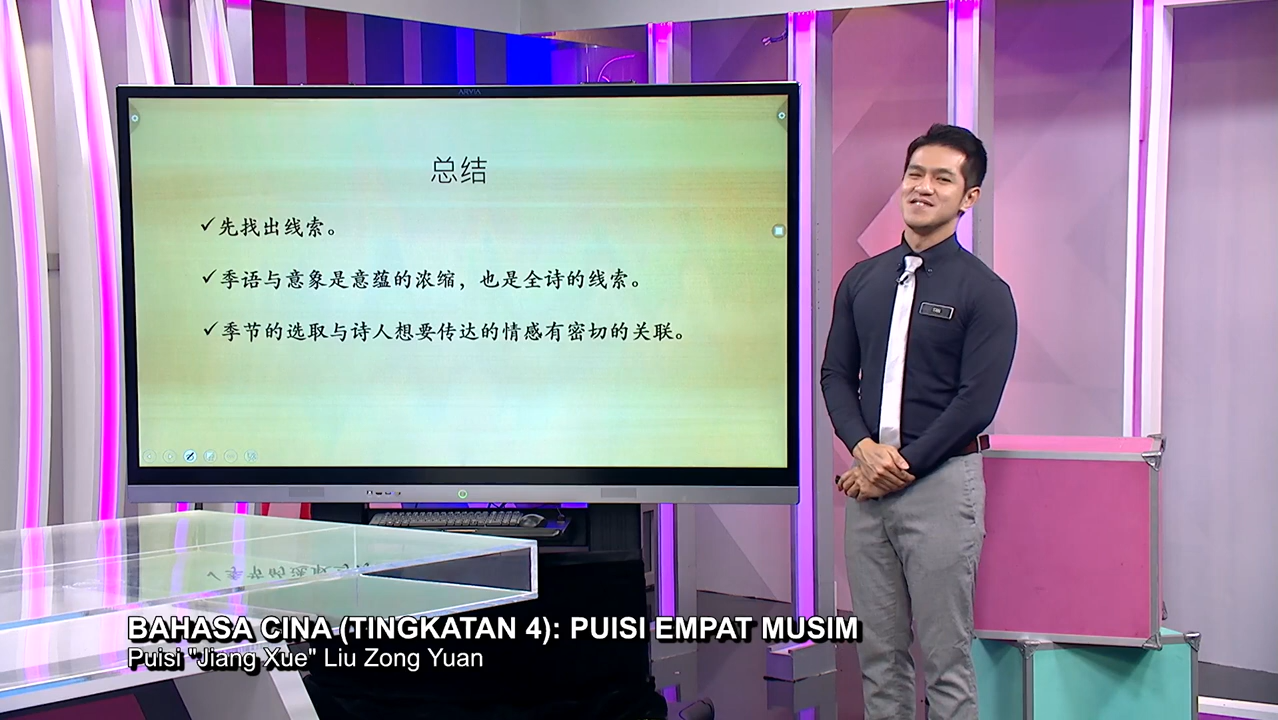 ARVIA
总结
✓先找出线索。
✓季语与意象是意蕴的浓缩，也是全诗的线索。
✓季节的选取与诗人想要传达的情感有密切的关联。
BAHASA CINA (TINGKATAN 4): PUISI EMPAT MUSIM
Puisi "Jiang Xue" Liu Zong Yuan